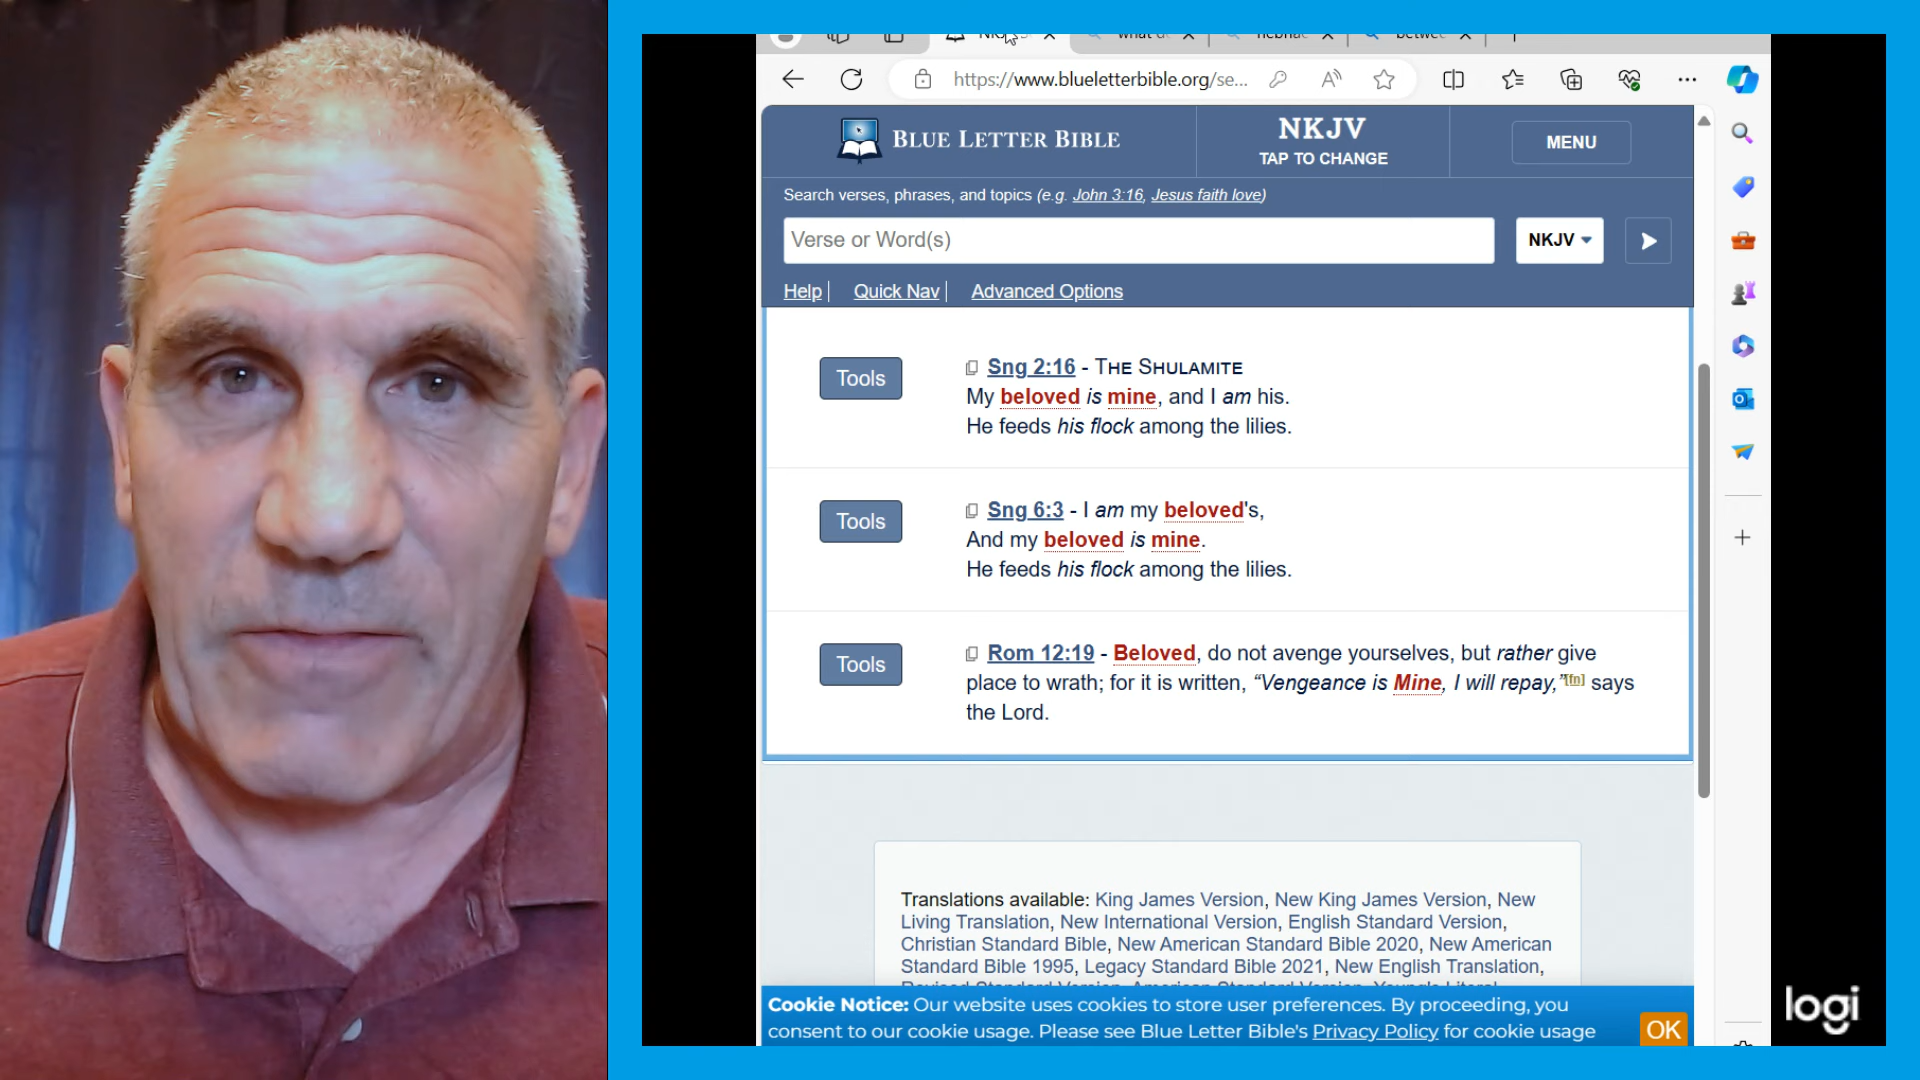 https://www.blueletterbible.org/se...
BLUE LETTER BIBLE
NKJV
TAP TO CHANGE
MENU
Search verses, phrases, and topics (e.g. John 3:16, Jesus faith love)
Verse or Word(s)
NKJV
Help | Quick Nav | Advanced Options
Tools
Sng 2:16 - THE SHULAMITE
My beloved is mine, and I am his.
He feeds his flock among the lilies.
Tools
Sng 6:3 - I am my beloved's,
And my beloved is mine.
He feeds his flock among the lilies.
Tools
Rom 12:19 - Beloved, do not avenge yourselves, but rather give
place to wrath; for it is written, “Vengeance is Mine, I will repay,”[fn] says
the Lord.
Translations available: King James Version, New King James Version, New
Living Translation, New International Version, English Standard Version,
Christian Standard Bible, New American Standard Bible 2020, New American
Standard Bible 1995, Legacy Standard Bible 2021, New English Translation,
Cookie Notice: Our website uses cookies to store user preferences. By proceeding, you
consent to our cookie usage. Please see Blue Letter Bible's Privacy Policy for cookie usage
OK
logi